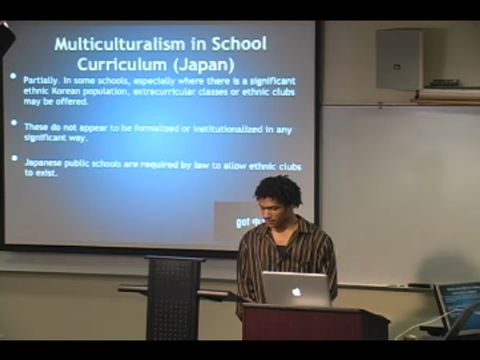 Multiculturalism in School
Curriculum (Japan)
Partially. In some schools, especially where there is a significant
ethnic Korean population, extracurricular classes or ethnic clubs
may be offered.
These do not appear to be formalized or institutionalized in any
significant way.
Japanese public schools are required by law to allow ethnic clubs
to exist.
got